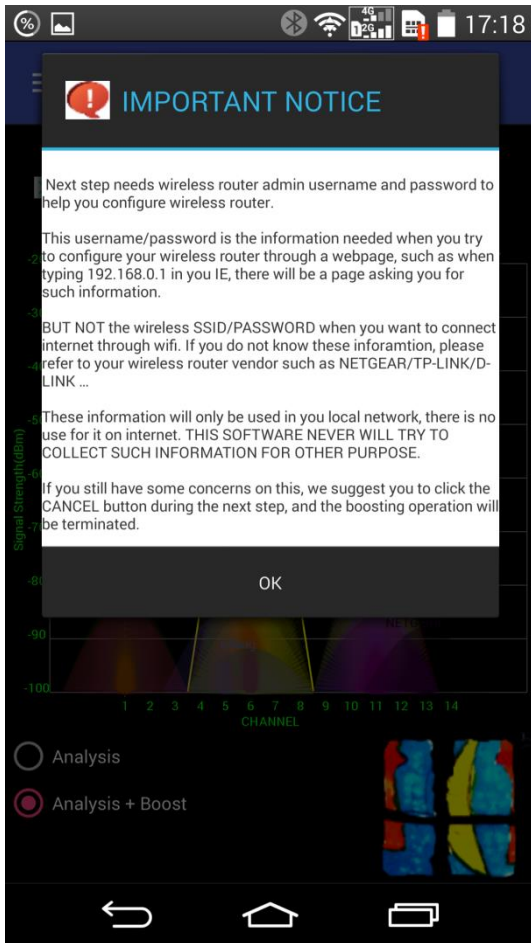 4G
1 2G
17:18
IMPORTANT NOTICE
Next step needs wireless router admin username and password to
help you configure wireless router.
This username/password is the information needed when you try
to configure your wireless router through a webpage, such as when
typing 192.168.0.1 in you IE, there will be a page asking you for
such information.
BUT NOT the wireless SSID/PASSWORD when you want to connect
internet through wifi. If you do not know these inforamtion, please
refer to your wireless router vendor such as NETGEAR/TP-LINK/D-
LINK ...
These information will only be used in you local network, there is no
use for it on internet. THIS SOFTWARE NEVER WILL TRY TO
COLLECT SUCH INFORMATION FOR OTHER PURPOSE.
If you still have some concerns on this, we suggest you to click the
CANCEL button during the next step, and the boosting operation will
be terminated.
OK
Signal Strength(dBm)
-90
-100
1 2 3 4 5 6 7 8 9 10 11 12 13 14
CHANNEL
Analysis
Analysis + Boost